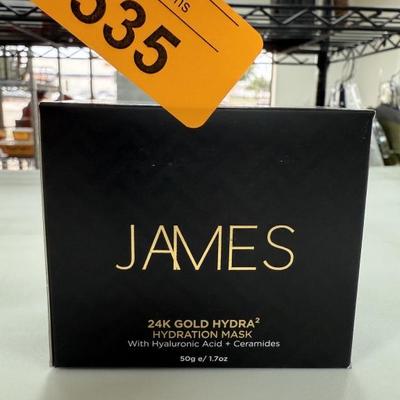 535
JAMES
24K GOLD HYDRA²
HYDRATION MASK
With Hyaluronic Acid + Ceramides
50g e/ 1.7oz